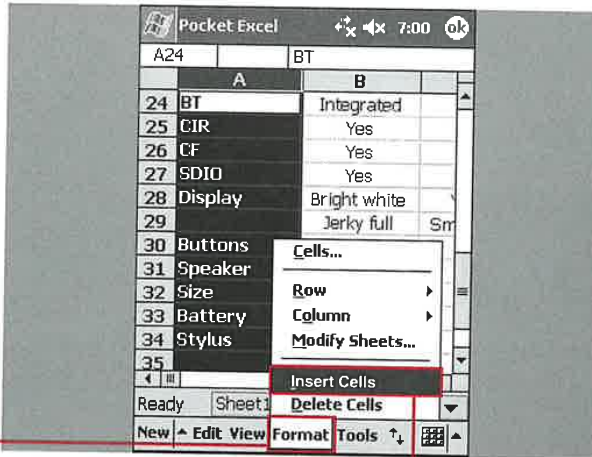 Pocket Excel 7:00 ok
A24 BT
A B
24 BT Integrated
25 CIR Yes
26 CF Yes
27 SDIO Yes
28 Display Bright white
29 Jerky full Sm
30 Buttons
31 Speaker
32 Size
33 Battery
34 Stylus
35
Cells...
Row
Column
Modify Sheets...
Insert Cells
Delete Cells
Ready Sheet1
New Edit View Format Tools